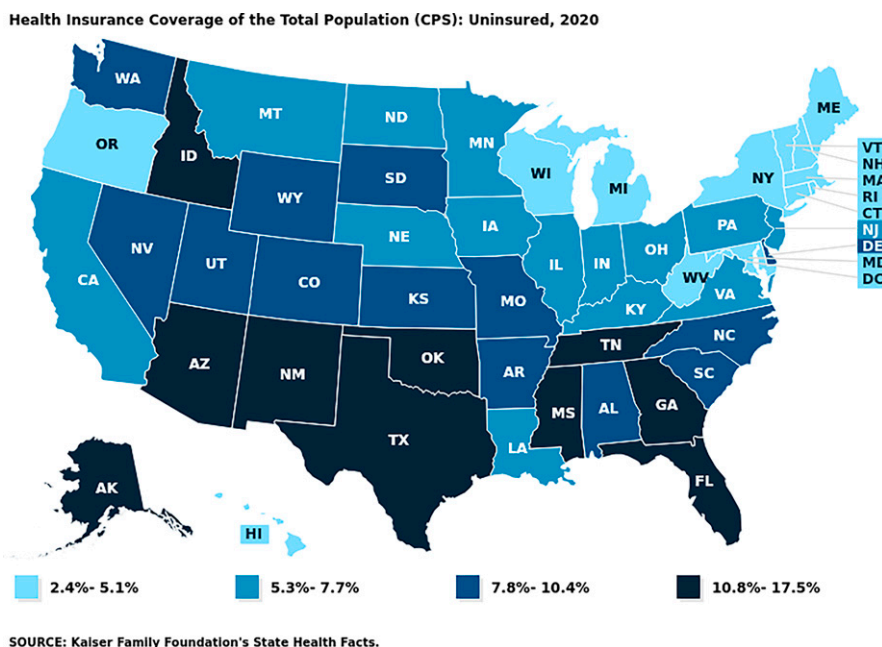 Health Insurance Coverage of the Total Population (CPS): Uninsured, 2020
WA
MT
ND
MN
ME
OR
ID
WI
MI
NY
VT
NH
MA
RI
CT
NJ
DE
MD
DC
SD
WY
IA
NE
PA
IL
IN
OH
NV
UT
CO
CA
KS
MO
KY
WV
VA
AZ
NM
OK
AR
TN
NC
SC
MS
AL
GA
TX
LA
FL
AK
HI
2.4%- 5.1%
5.3%- 7.7%
7.8%- 10.4%
10.8%- 17.5%
SOURCE: Kaiser Family Foundation's State Health Facts.